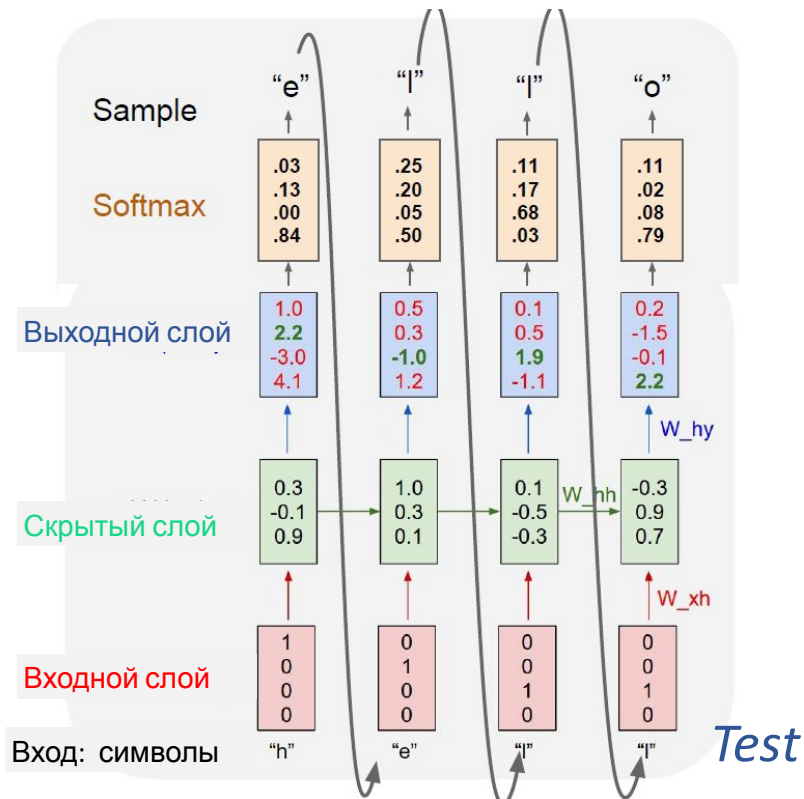 “e” “l” “l” “o”
Sample
Softmax
.03 .25 .11 .11
.13 .20 .17 .02
.00 .05 .68 .08
.84 .50 .03 .79
Выходной слой
1.0 0.5 0.1 0.2
2.2 0.3 0.5 -1.5
-3.0 -1.0 1.9 -0.1
4.1 1.2 -1.1 2.2
W_hy
Скрытый слой
0.3 1.0 0.1 -0.3
-0.1 0.3 -0.5 0.9
0.9 0.1 -0.3 0.7
W_hh
W_xh
Входной слой
1 0 0 0
0 1 0 0
0 0 1 1
0 0 0 0
Вход: символы “h” “e” “l” “l”
Test